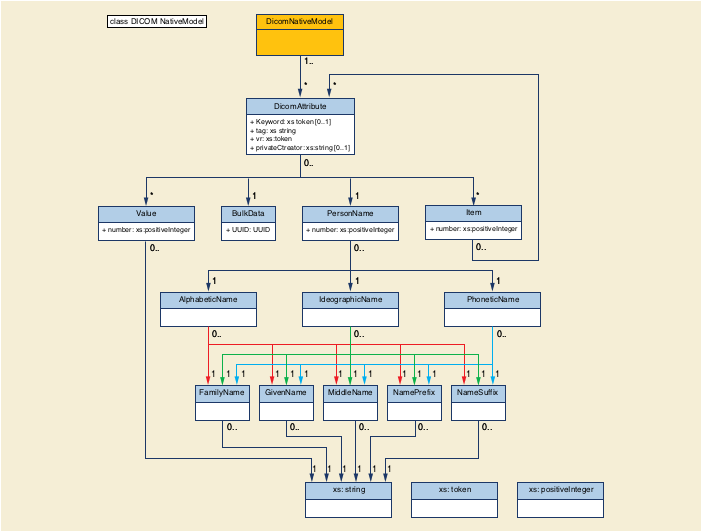 class DICOM NativeModel
DicomNativeModel
1..
*
*
DicomAttribute
+ Keyword: xs token [0..1]
+ tag: xs string
+ vr: xs:token
+ privateCtreator: xs:string [0..1]
0..
* 1 1 *
Value BulkData PersonName Item
+ number: xs:positiveInteger + UUID: UUID + number: xs:positiveInteger + number: xs:positiveInteger
0.. 0.. 0..
1 1 1
AlphabeticName IdeographicName PhoneticName
0.. 0.. 0..
1 1 1 1 1 1 1 1 1 1 1 1 1 1 1
FamilyName GivenName MiddleName NamePrefix NameSuffix
0.. 0.. 0.. 0.. 0..
1 1 1 1 1 1
xs: string xs: token xs: positiveInteger